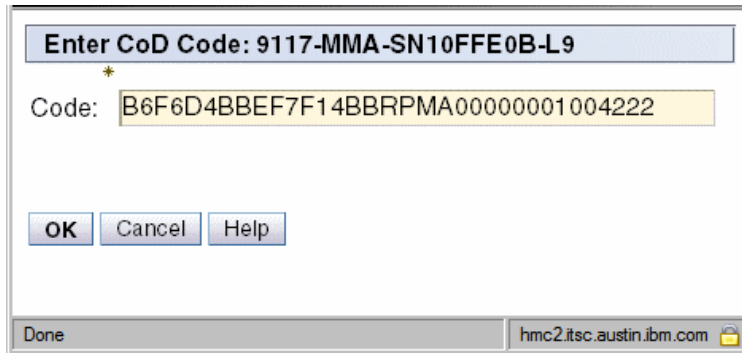 Enter CoD Code: 9117-MMA-SN10FFE0B-L9
*
Code: B6F6D4BBEF7F14BBRPMA00000001004222
OK Cancel Help
Done hmc2.itsc.austin.ibm.com